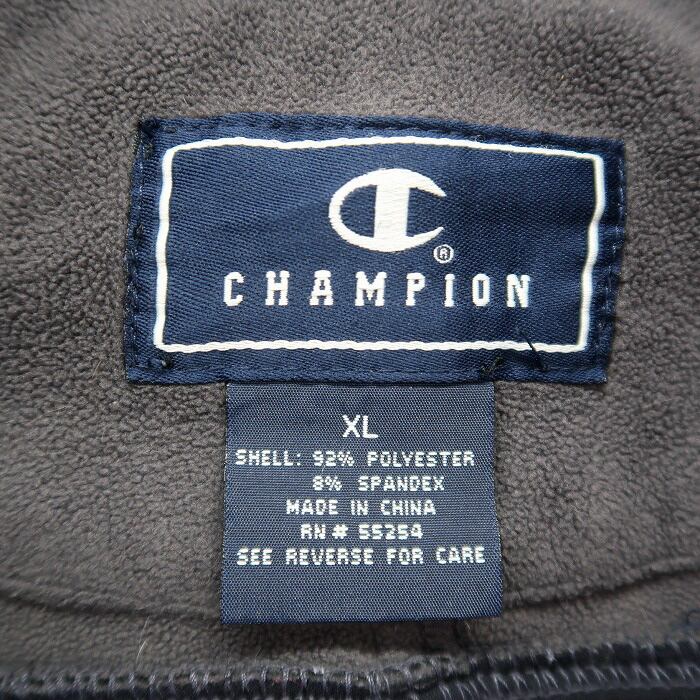 C®
CHAMPION
XL
SHELL: 92% POLYESTER
8% SPANDEX
MADE IN CHINA
RN # 55254
SEE REVERSE FOR CARE